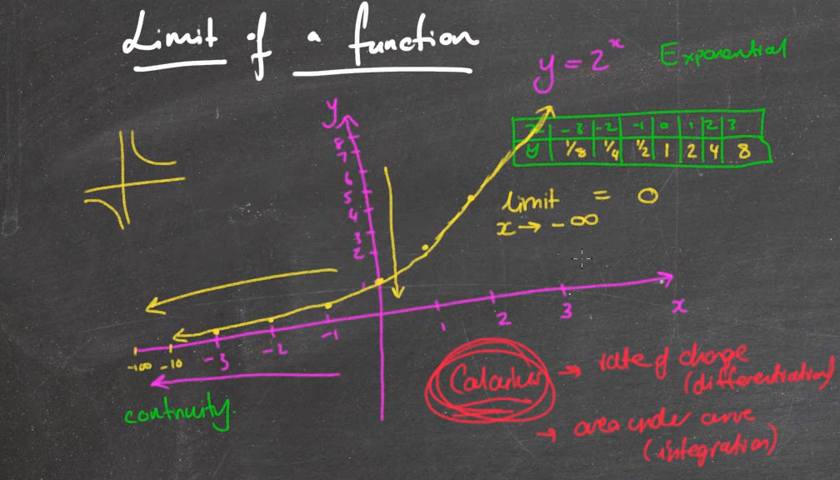 Limit of a function
y = 2^x
Exponential
y
8
7
6
5
4
3
2
1
x -3 -2 -1 0 1 2 3
y 1/8 1/4 1/2 1 2 4 8
limit = 0
x → -∞
-100 -10 -3 -2 -1 1 2 3 x
contnuity
Calculus → rate of change
(differentiation)
→ area under curve
(integration)